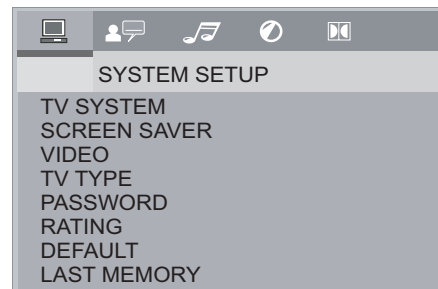 SYSTEM SETUP
TV SYSTEM
SCREEN SAVER
VIDEO
TV TYPE
PASSWORD
RATING
DEFAULT
LAST MEMORY